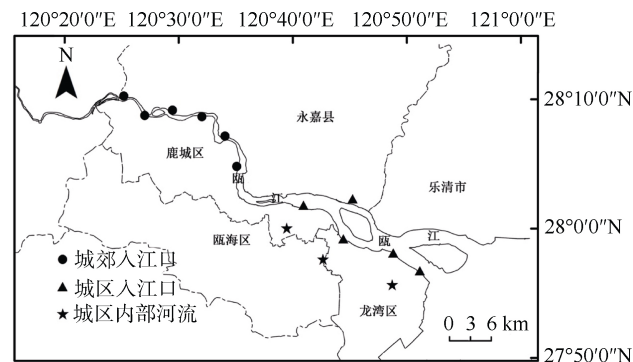 120°20′0″E 120°30′0″E 120°40′0″E 120°50′0″E 121°0′0″E
N
28°10′0″N
永嘉县
鹿城区
瓯
乐清市
江
28°0′0″N
瓯海区
瓯
江
城郊入江口
城区入江口
城区内部河流
龙湾区
0 3 6 km
27°50′0″N